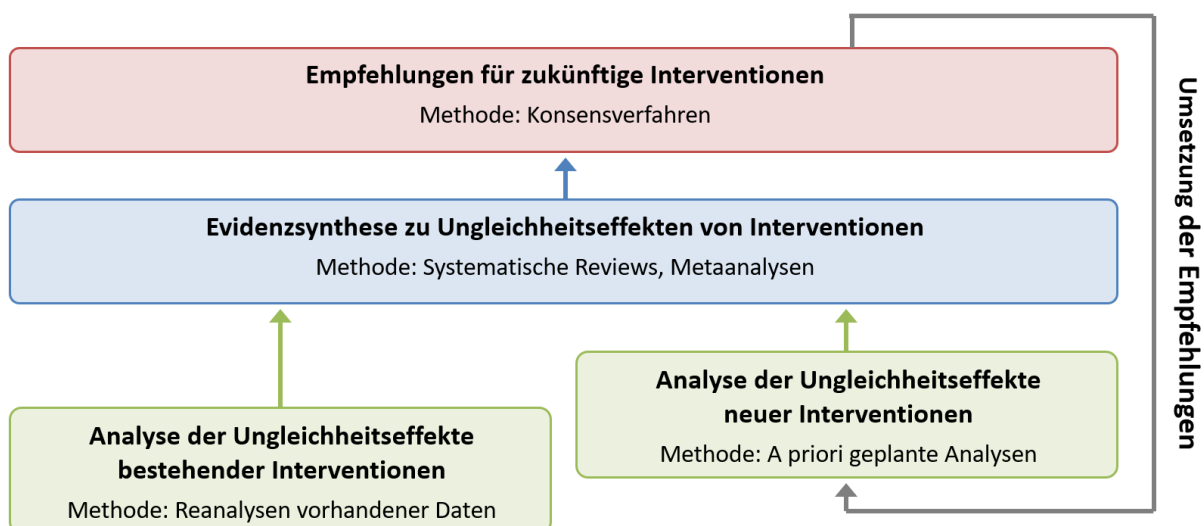 Empfehlungen für zukünftige Interventionen
Methode: Konsensverfahren
Evidenzsynthese zu Ungleichheitseffekten von Interventionen
Methode: Systematische Reviews, Metaanalysen
Analyse der Ungleichheitseffekte
neuer Interventionen
Methode: A priori geplante Analysen
Analyse der Ungleichheitseffekte
bestehender Interventionen
Methode: Reanalysen vorhandener Daten
Umsetzung der Empfehlungen